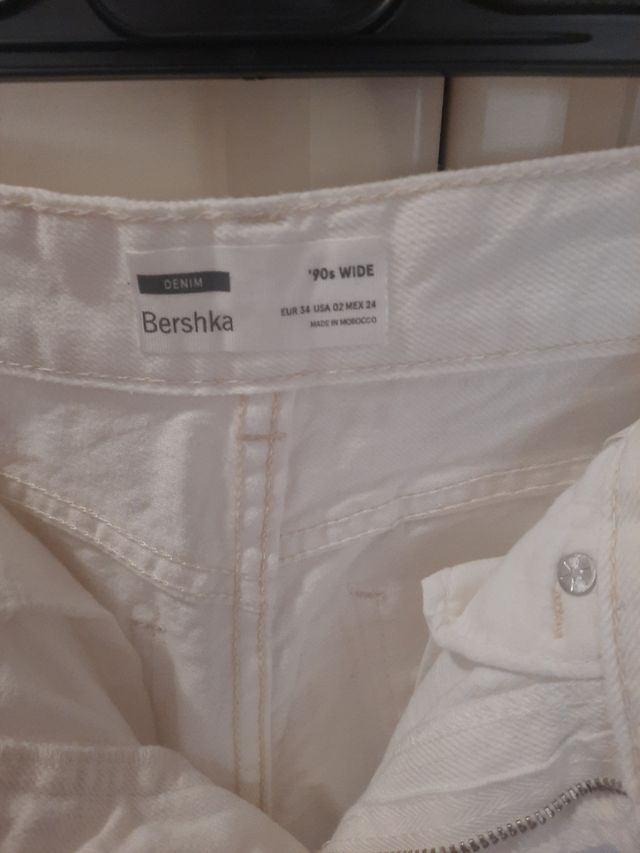 DENIM
Bershka
'90s WIDE
EUR 34 USA 02 MEX 24
MADE IN MOROCCO